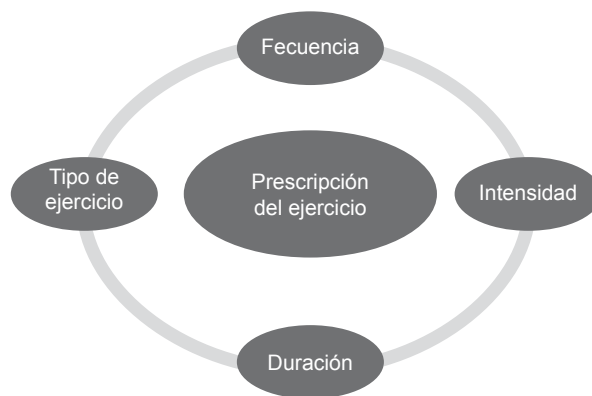 Fecuencia
Tipo de
ejercicio
Prescripción
del ejercicio
Intensidad
Duración